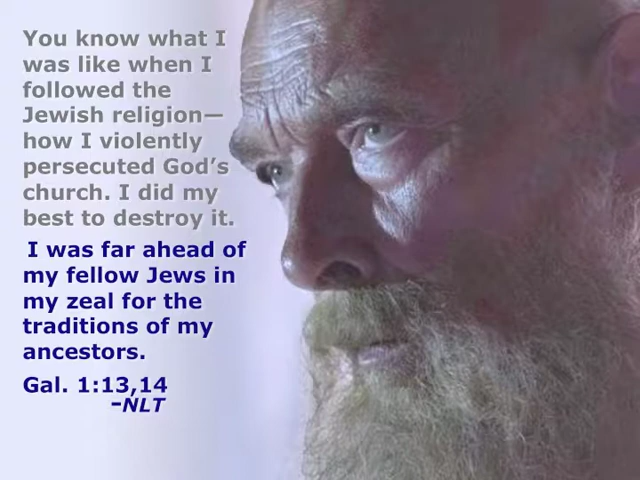 You know what I
was like when I
followed the
Jewish religion—
how I violently
persecuted God’s
church. I did my
best to destroy it.
I was far ahead of
my fellow Jews in
my zeal for the
traditions of my
ancestors.
Gal. 1:13,14
-NLT